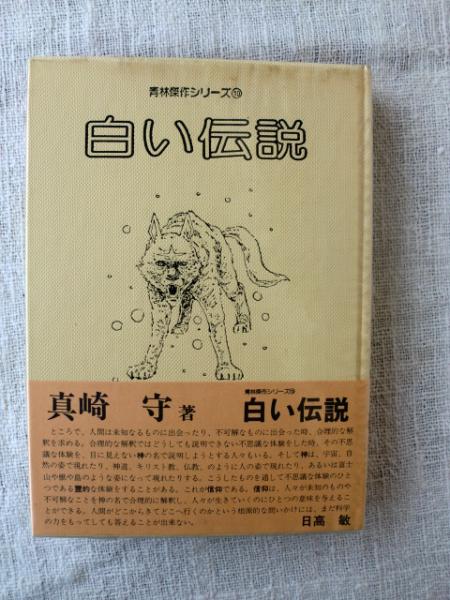 青林傑作シリーズ⑲
白い伝説
真崎 守 著
青林傑作シリーズ⑲
白い伝説
ところで、人間は未知なるものに出会ったり、不可解なものに出会った時、合理的な解
釈を求める。合理的な解釈ではどうしても説明できない不思議な体験をした時、その不思
議な体験を、目に見えない神の名で説明しようとする人々もいる。そして神は、宇宙、自
然の姿で現れたり、神道、キリスト教、仏教、のように人の姿で現れたり、あるいは富士
山や根や島のような姿になって現れたりする。こうしたものを通して不思議な体験のひと
つである霊的な体験をすることがある。これが信仰である。信仰は、人々が未知のものや
不可解なことを神の名で合理的に解釈し、人々が生きていくのにひとつの意味を与えるこ
とができる。人間がどこからきてどこへ行くのかという根源的な問いかけには、まだ科学
の力をもってしても答えることが出来ない。
日高 敏